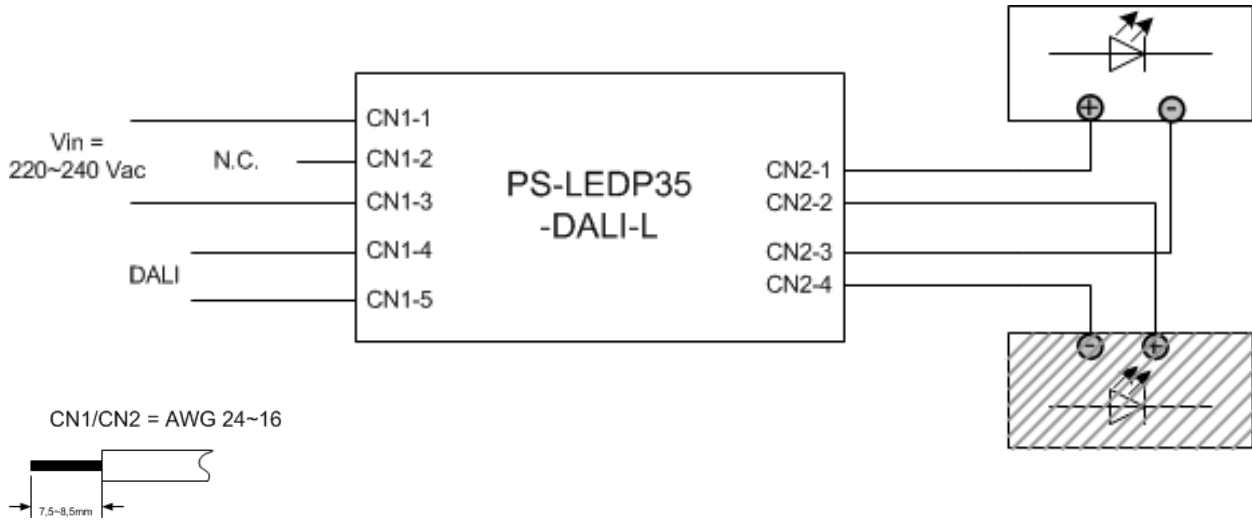 Vin =
220~240 Vac
N.C.
DALI
CN1-1
CN1-2
CN1-3
CN1-4
CN1-5
PS-LEDP35
-DALI-L
CN2-1
CN2-2
CN2-3
CN2-4
+
-
-
+
CN1/CN2 = AWG 24~16
7,5~8,5mm